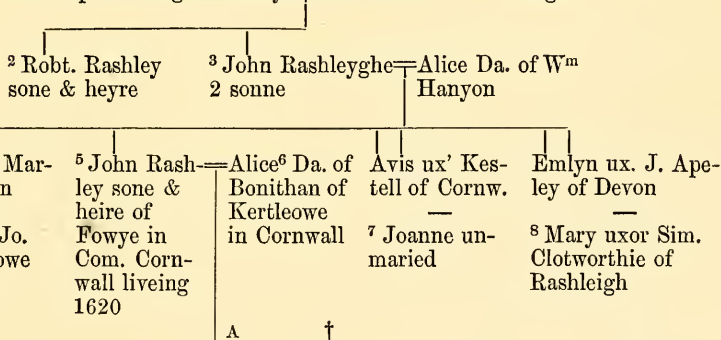 ² Robt. Rashley
sone & heyre
³ John Rashleyghe
2 sonne
Alice Da. of Wᵐ
Hanyon
Mar-
n
Jo.
owe
⁵ John Rash-
ley sone &
heire of
Fowye in
Com. Corn-
wall liveing
1620
Alice⁶ Da. of
Bonithan of
Kertleowe
in Cornwall
Avis ux' Kes-
tell of Cornw.
⁷ Joanne un-
maried
Emlyn ux. J. Ape-
ley of Devon
⁸ Mary uxor Sim.
Clotworthie of
Rashleigh
A †